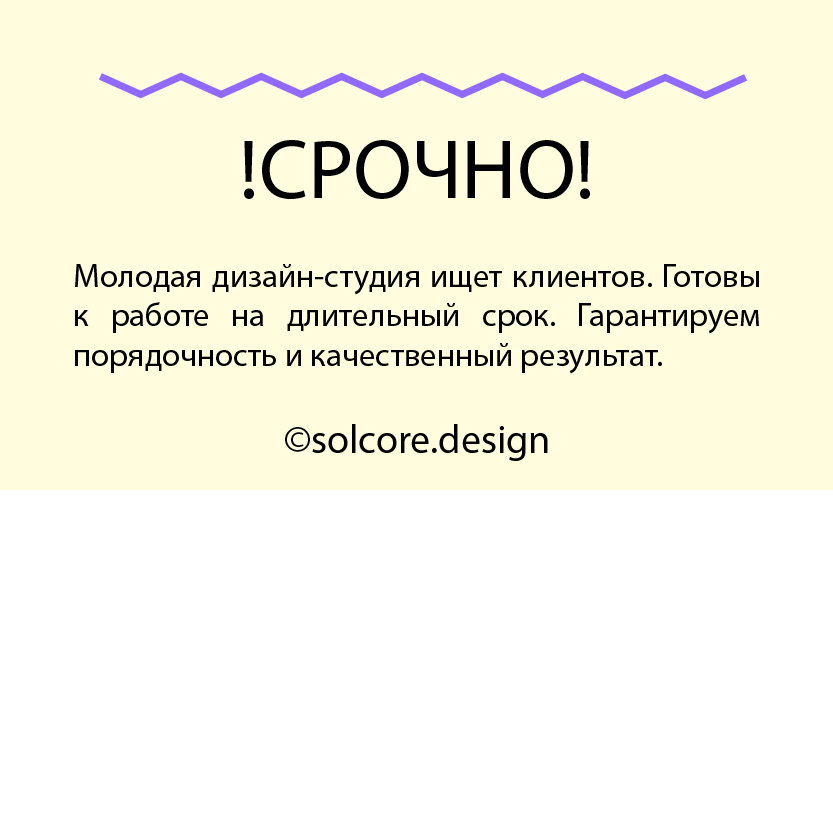 !СРОЧНО!
Молодая дизайн-студия ищет клиентов. Готовы
к работе на длительный срок. Гарантируем
порядочность и качественный результат.
©solcore.design